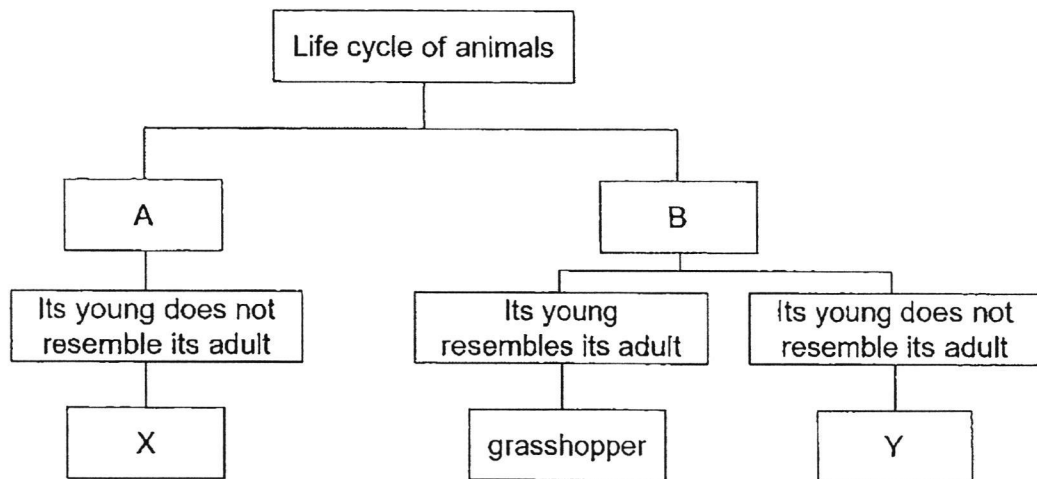 Life cycle of animals
A
B
Its young does not
resemble its adult
Its young
resembles its adult
Its young does not
resemble its adult
X
grasshopper
Y